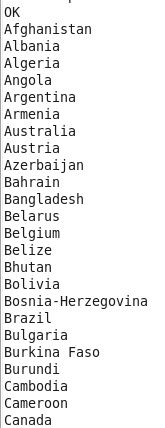 OK
Afghanistan
Albania
Algeria
Angola
Argentina
Armenia
Australia
Austria
Azerbaijan
Bahrain
Bangladesh
Belarus
Belgium
Belize
Bhutan
Bolivia
Bosnia-Herzegovina
Brazil
Bulgaria
Burkina Faso
Burundi
Cambodia
Cameroon
Canada